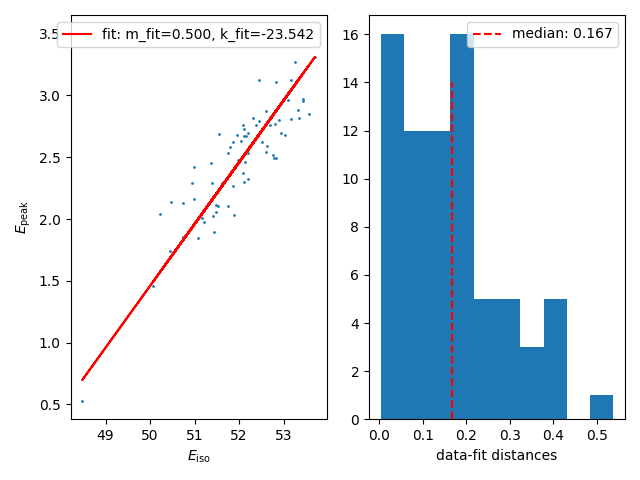 fit: m_fit=0.500, k_fit=-23.542
3.5
3.0
2.5
2.0
1.5
1.0
0.5
E_peak
49 50 51 52 53
E_iso
median: 0.167
16
14
12
10
8
6
4
2
0
0.0 0.1 0.2 0.3 0.4 0.5
data-fit distances